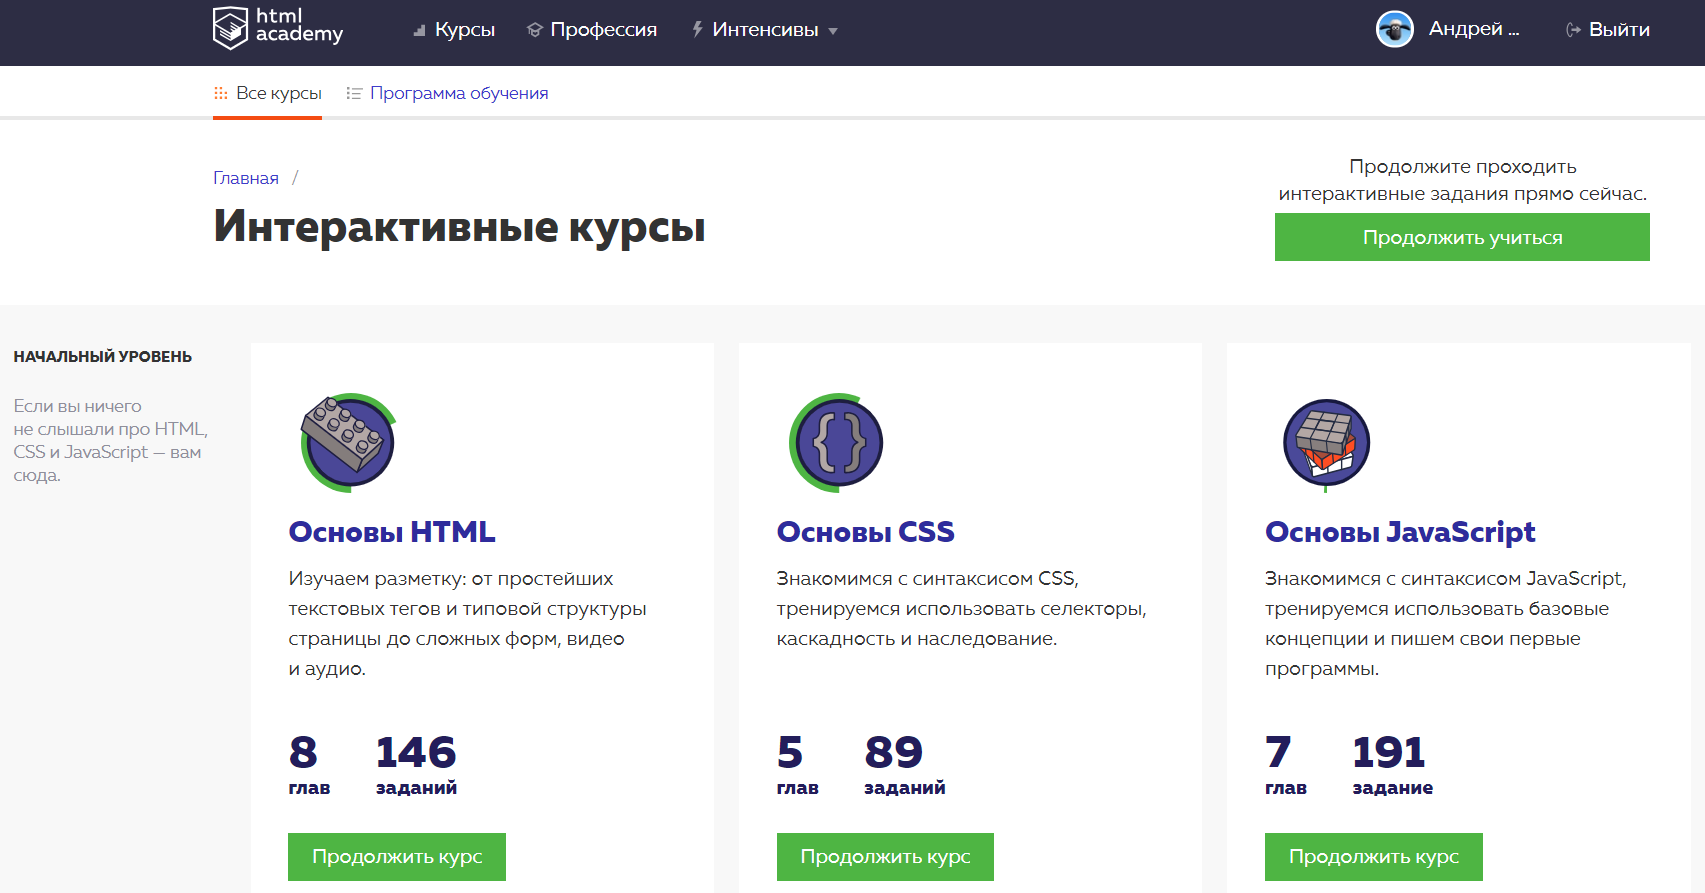 html
academy
Курсы
Профессия
Интенсивы
Андрей ...
Выйти
Все курсы
Программа обучения
Главная /
Интерактивные курсы
Продолжите проходить
интерактивные задания прямо сейчас.
Продолжить учиться
НАЧАЛЬНЫЙ УРОВЕНЬ
Если вы ничего
не слышали про HTML,
CSS и JavaScript — вам
сюда.
Основы HTML
Изучаем разметку: от простейших
текстовых тегов и типовой структуры
страницы до сложных форм, видео
и аудио.
8 146
глав заданий
Продолжить курс
{ }
Основы CSS
Знакомимся с синтаксисом CSS,
тренируемся использовать селекторы,
каскадность и наследование.
5 89
глав заданий
Продолжить курс
Основы JavaScript
Знакомимся с синтаксисом JavaScript,
тренируемся использовать базовые
концепции и пишем свои первые
программы.
7 191
глав задание
Продолжить курс